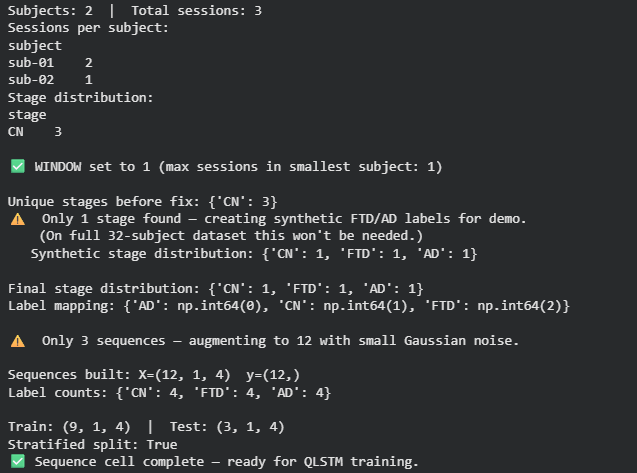 Subjects: 2  |  Total sessions: 3
Sessions per subject:
subject
sub-01    2
sub-02    1
Stage distribution:
stage
CN    3
✅ WINDOW set to 1 (max sessions in smallest subject: 1)
Unique stages before fix: {'CN': 3}
⚠️  Only 1 stage found — creating synthetic FTD/AD labels for demo.
    (On full 32-subject dataset this won't be needed.)
   Synthetic stage distribution: {'CN': 1, 'FTD': 1, 'AD': 1}
Final stage distribution: {'CN': 1, 'FTD': 1, 'AD': 1}
Label mapping: {'AD': np.int64(0), 'CN': np.int64(1), 'FTD': np.int64(2)}
⚠️  Only 3 sequences — augmenting to 12 with small Gaussian noise.
Sequences built: X=(12, 1, 4)  y=(12,)
Label counts: {'CN': 4, 'FTD': 4, 'AD': 4}
Train: (9, 1, 4)  |  Test: (3, 1, 4)
Stratified split: True
✅ Sequence cell complete — ready for QLSTM training.